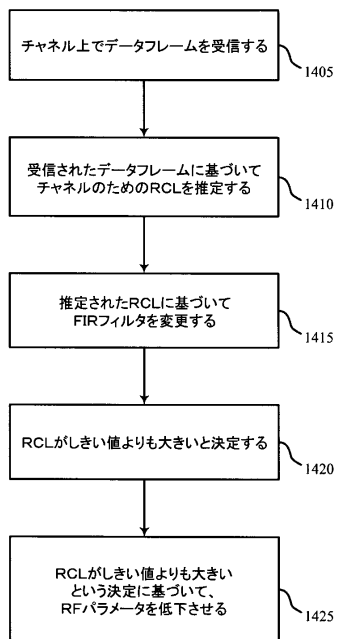 チャネル上でデータフレームを受信する
1405
受信されたデータフレームに基づいて
チャネルのためのRCLを推定する
1410
推定されたRCLに基づいて
FIRフィルタを変更する
1415
RCLがしきい値よりも大きいと決定する
1420
RCLがしきい値よりも大きい
という決定に基づいて、
RFパラメータを低下させる
1425